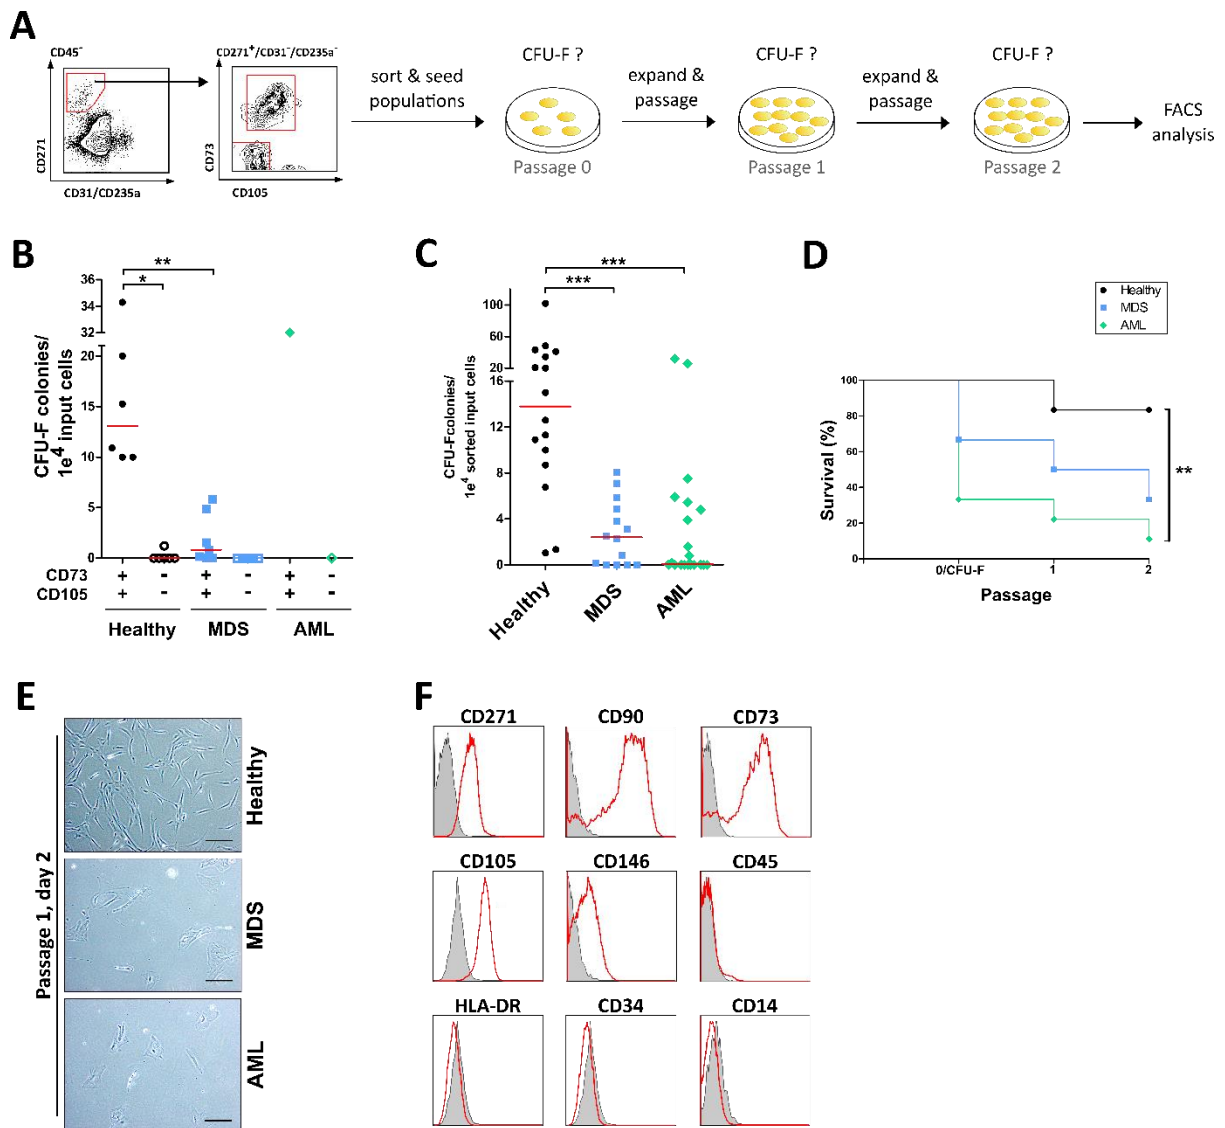 A
CD45⁻
CD271⁺/CD31⁻/CD235a⁻
CD271
CD31/CD235a
CD73
CD105
sort & seed
populations
CFU-F ?
Passage 0
expand &
passage
CFU-F ?
Passage 1
expand &
passage
CFU-F ?
Passage 2
FACS
analysis
B
**
*
CFU-F colonies/
1e⁴ input cells
36
34
32
20
15
10
5
0
CD73 + - + - + -
CD105 + - + - + -
Healthy MDS AML
C
***
***
CFU-Fcolonies/
1e⁴ sorted input cells
100
60
20
16
12
8
4
0
Healthy
MDS
AML
D
Healthy
MDS
AML
Survival (%)
100
80
60
40
20
0
**
0/CFU-F 1 2
Passage
E
Passage 1, day 2
Healthy
MDS
AML
F
CD271 CD90 CD73
CD105 CD146 CD45
HLA-DR CD34 CD14